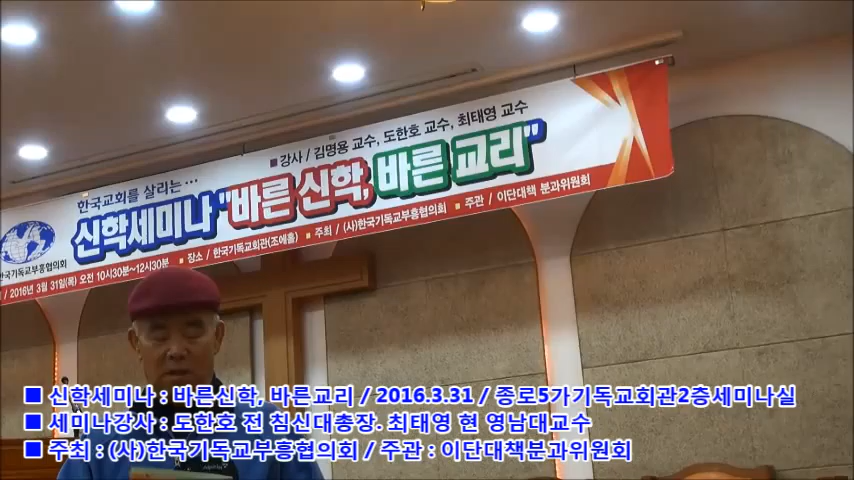 ■ 강사 / 김명용 교수, 도한호 교수, 최태영 교수
한국교회를 살리는...
신학세미나 "바른 신학, 바른 교리"
한국기독교부흥협의회
2016년 3월 31일(목) 오전 10시30분~12시30분 ■ 장소 / 한국기독교회관(조에홀) ■ 주최 / (사)한국기독교부흥협의회 ■ 주관 / 이단대책 분과위원회
■ 신학세미나 : 바른신학, 바른교리 / 2016.3.31 / 종로5가기독교회관2층세미나실
■ 세미나강사 : 도한호 전 침신대총장. 최태영 현 영남대교수
■ 주최 : (사)한국기독교부흥협의회 / 주관 : 이단대책분과위원회